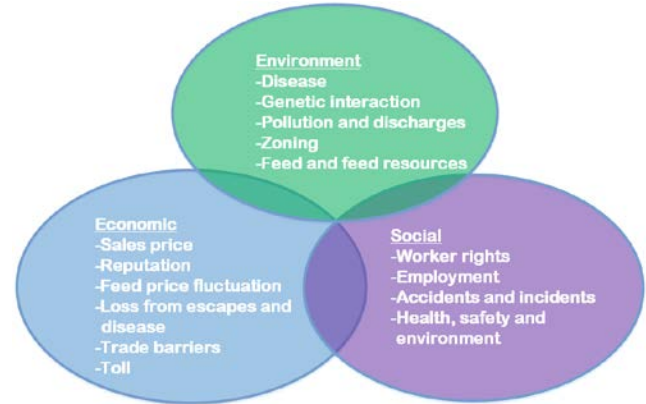 Environment
-Disease
-Genetic interaction
-Pollution and discharges
-Zoning
-Feed and feed resources
Economic
-Sales price
-Reputation
-Feed price fluctuation
-Loss from escapes and
disease
-Trade barriers
-Toll
Social
-Worker rights
-Employment
-Accidents and incidents
-Health, safety and
environment